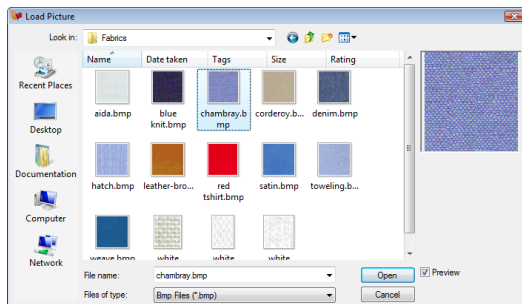 Load Picture
Look in:
Fabrics
Name
Date taken
Tags
Size
Rating
Recent Places
Desktop
Documentation
Computer
Network
aida.bmp
blue
knit.bmp
chambray.b
mp
corderoy.b...
denim.bmp
hatch.bmp
leather-bro...
red
tshirt.bmp
satin.bmp
toweling.b...
weave.bmp
white
white
white
File name:
chambray.bmp
Open
Preview
Files of type:
Bmp Files (*.bmp)
Cancel